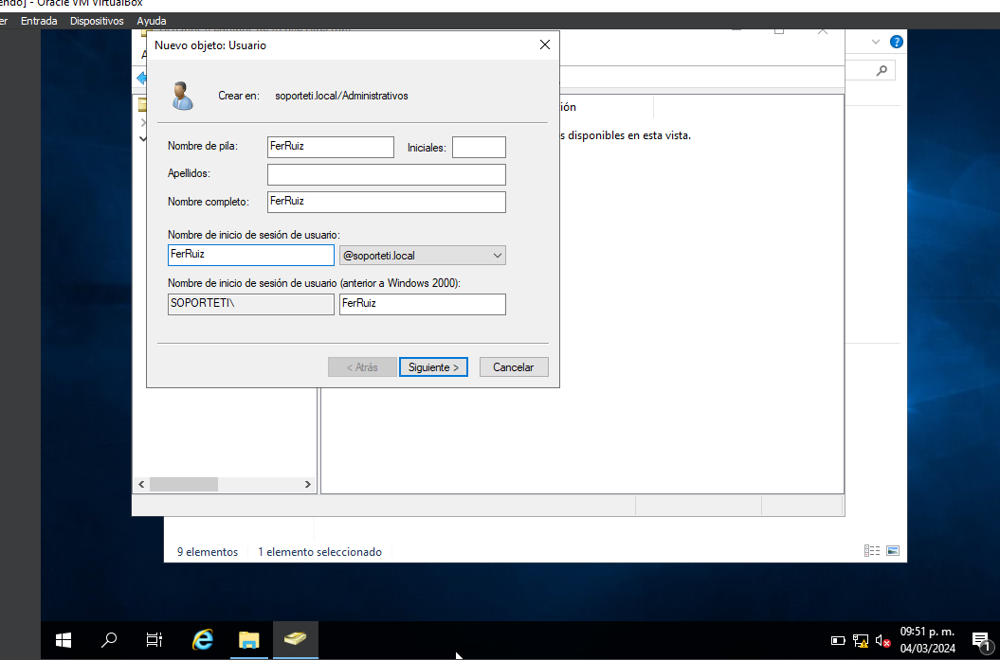 endo] - Oracle VM VirtualBox
er Entrada Dispositivos Ayuda
Nuevo objeto: Usuario
Crear en: soporteti.local/Administrativos
ión
Nombre de pila: FerRuiz Iniciales:
s disponibles en esta vista.
Apellidos:
Nombre completo: FerRuiz
Nombre de inicio de sesión de usuario:
FerRuiz @soporteti.local
Nombre de inicio de sesión de usuario (anterior a Windows 2000):
SOPORTETI\ FerRuiz
< Atrás Siguiente > Cancelar
9 elementos 1 elemento seleccionado
09:51 p. m.
04/03/2024
1